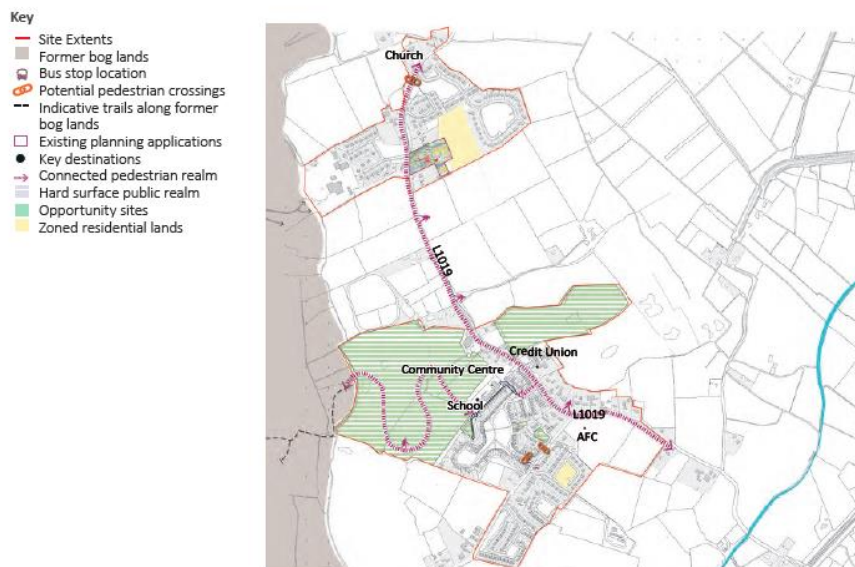 Key
Site Extents
Former bog lands
Bus stop location
Potential pedestrian crossings
Indicative trails along former
bog lands
Existing planning applications
Key destinations
Connected pedestrian realm
Hard surface public realm
Opportunity sites
Zoned residential lands
Church
L1019
Credit Union
Community Centre
School
L1019
AFC